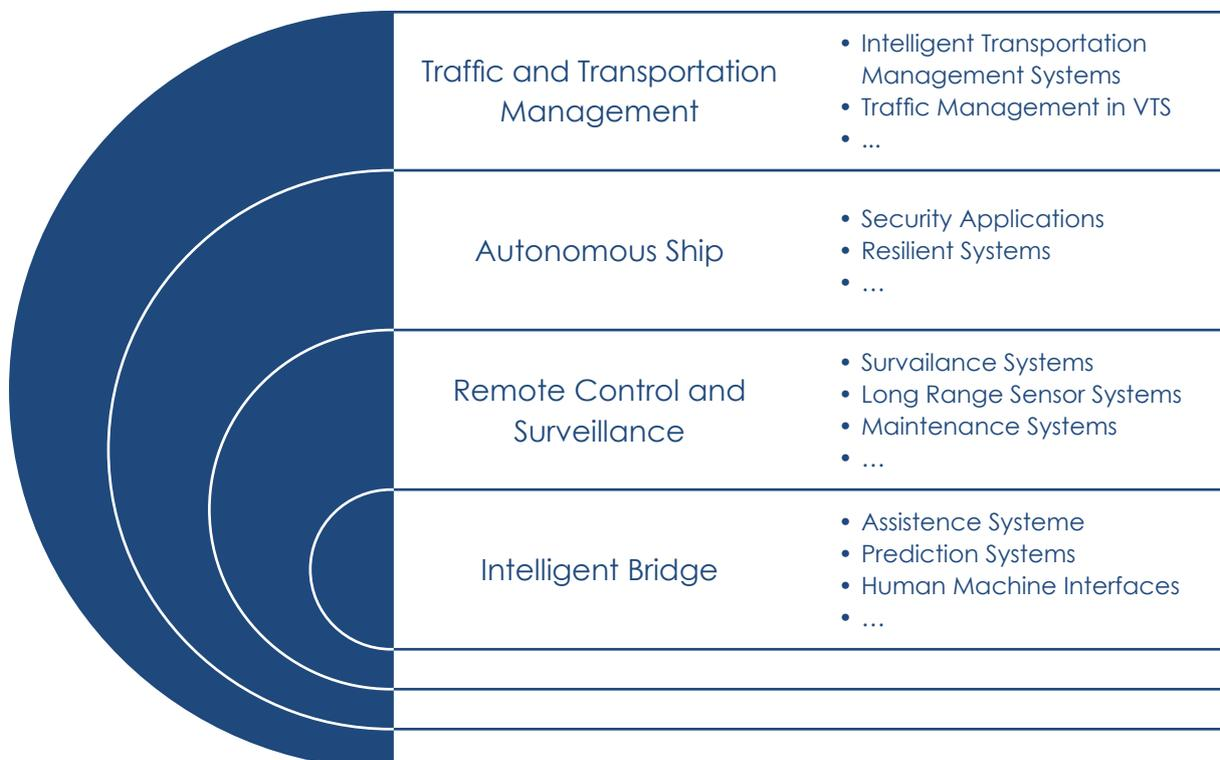 Traffic and Transportation
Management
• Intelligent Transportation
Management Systems
• Traffic Management in VTS
• ...
Autonomous Ship
• Security Applications
• Resilient Systems
• …
Remote Control and
Surveillance
• Survailance Systems
• Long Range Sensor Systems
• Maintenance Systems
• …
Intelligent Bridge
• Assistence Systeme
• Prediction Systems
• Human Machine Interfaces
• …